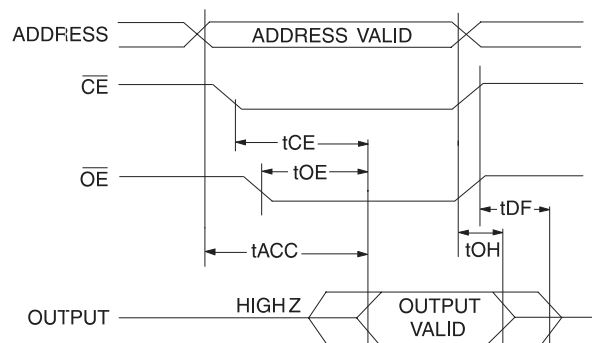 ADDRESS
ADDRESS VALID
CE
tCE
tOE
OE
tDF
tACC
tOH
HIGH Z
OUTPUT
OUTPUT
VALID